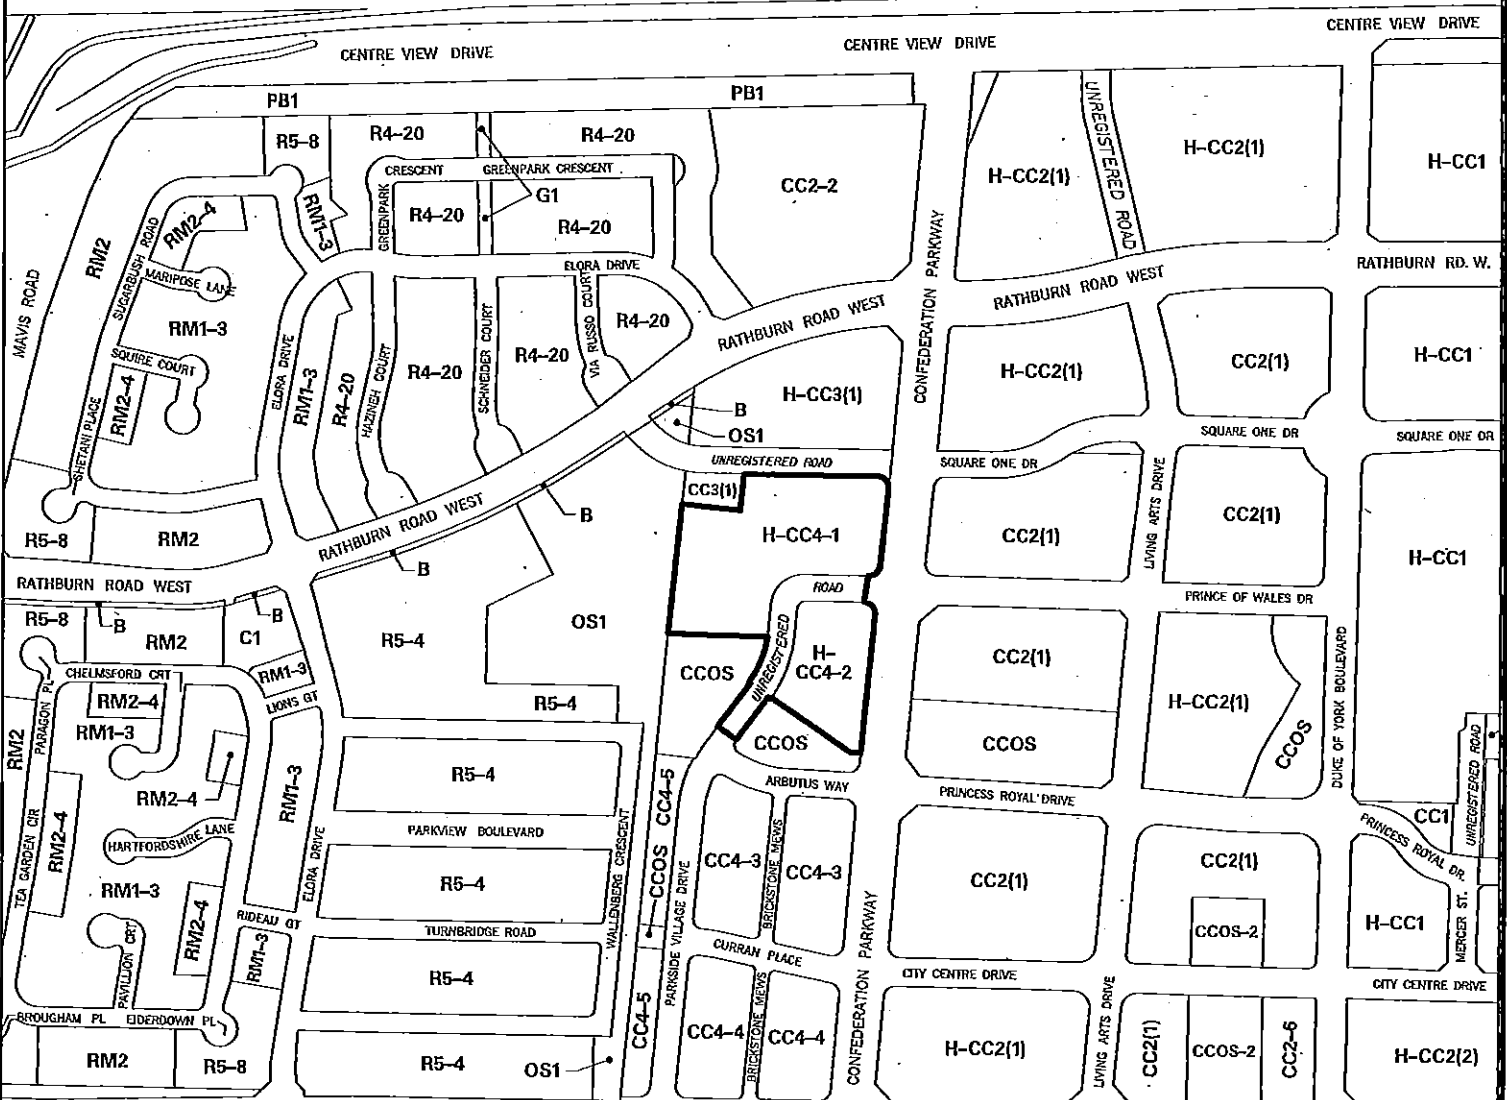 CENTRE VIEW DRIVE
CENTRE VIEW DRIVE
CENTRE VIEW DRIVE
PB1
PB1
R5-8
R4-20
R4-20
H-CC2(1)
H-CC1
UNREGISTERED ROAD
CRESCENT
GREENPARK CRESCENT
G1
CC2-2
H-CC2(1)
GREENPARK
R4-20
R4-20
RM1-3
RM2-4
RM2
SUGARBUSH ROAD
MARIPOSE LANE
MAVIS ROAD
ELORA DRIVE
CONFEDERATION PARKWAY
RATHBURN ROAD WEST
RATHBURN RD. W.
RM1-3
SQUIRE COURT
RM2-4
SHETANI PLACE
ELORA DRIVE
RM1-3
R4-20
HAZINEH COURT
R4-20
SCHNEIDER COURT
R4-20
VIA RUSSO COURT
R4-20
RATHBURN ROAD WEST
H-CC3(1)
H-CC2(1)
CC2(1)
H-CC1
B
OS1
UNREGISTERED ROAD
SQUARE ONE DR
SQUARE ONE DR
SQUARE ONE DR
CC3(1)
LIVING ARTS DRIVE
R5-8
RM2
RATHBURN ROAD WEST
B
B
H-CC4-1
CC2(1)
CC2(1)
H-CC1
RATHBURN ROAD WEST
ROAD
PRINCE OF WALES DR
R5-8
B
RM2
C1
B
R5-4
OS1
UNREGISTERED
H-
CC4-2
CCOS
CC2(1)
H-CC2(1)
CCOS
DUKE OF YORK BOULEVARD
CHELMSFORD CRT
RM1-3
LIONS GT
PARAGON PL
RM2-4
RM1-3
RM2
R5-4
CCOS
CCOS
UNREGISTERED ROAD
RM2-4
RM1-3
R5-4
CC4-5
ARBUTUS WAY
PRINCESS ROYAL DRIVE
CC1
PRINCESS ROYAL DR.
TEA GARDEN CIR
RM2-4
HARTFORDSHIRE LANE
ELORA DRIVE
PARKVIEW BOULEVARD
WALLENBERG CRESCENT
CCOS
PARKSIDE VILLAGE DRIVE
CC4-3
BRICKSTONE MEWS
CC4-3
CC2(1)
CC2(1)
RM1-3
R5-4
RM2-4
RIDEAU GT
TURNBRIDGE ROAD
CURRAN PLACE
CONFEDERATION PARKWAY
CCOS-2
H-CC1
MERCER ST.
PAVILLION CRT
RM1-3
R5-4
CITY CENTRE DRIVE
CITY CENTRE DRIVE
BROUGHAM PL
EIDERDOWN PL
CC4-5
CC4-4
BRICKSTONE MEWS
CC4-4
LIVING ARTS DRIVE
RM2
R5-8
R5-4
OS1
H-CC2(1)
CC2(1)
CCOS-2
CC2-6
H-CC2(2)